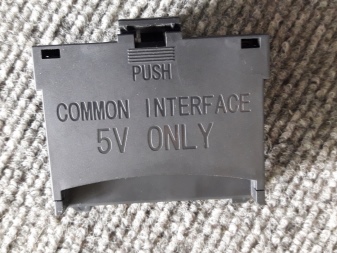 PUSH
COMMON INTERFACE
5V ONLY